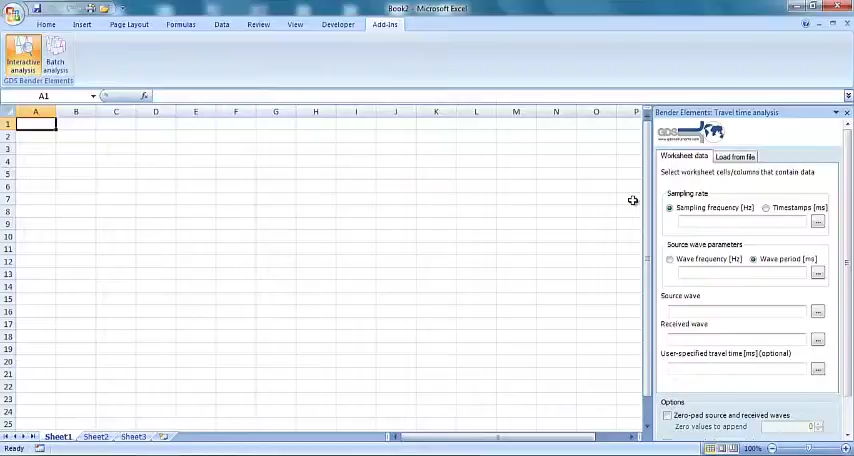 Book2 - Microsoft Excel
Home Insert Page Layout Formulas Data Review View Developer Add-Ins
Interactive analysis
Batch analysis
GDS Bender Elements
A1
fx
A B C D E F G H I J K L M N O P
1
2
3
4
5
6
7
8
9
10
11
12
13
14
15
16
17
18
19
20
21
22
23
24
25
Bender Elements: Travel time analysis
GDS
Worksheet data Load from file
Select worksheet cells/columns that contain data
Sampling rate
Sampling frequency [Hz] Timestamps [ms]
...
Source wave parameters
Wave frequency [Hz] Wave period [ms]
...
Source wave
...
Received wave
...
User-specified travel time [ms] (optional)
...
Options
Zero-pad source and received waves
Zero values to append 0
Sheet1 Sheet2 Sheet3
Ready
100%